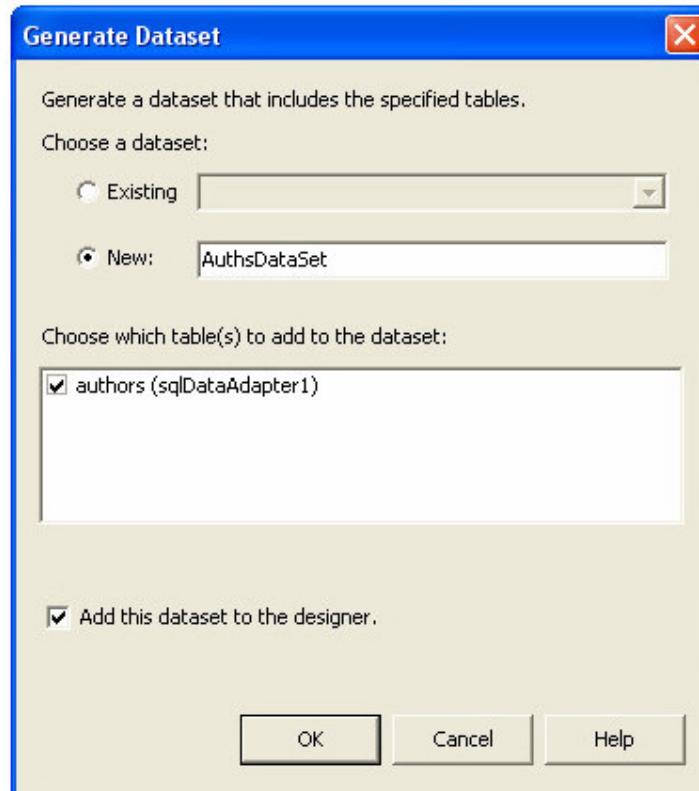 Generate Dataset
Generate a dataset that includes the specified tables.
Choose a dataset:
Existing
New:
AuthsDataSet
Choose which table(s) to add to the dataset:
authors (sqlDataAdapter1)
Add this dataset to the designer.
OK
Cancel
Help